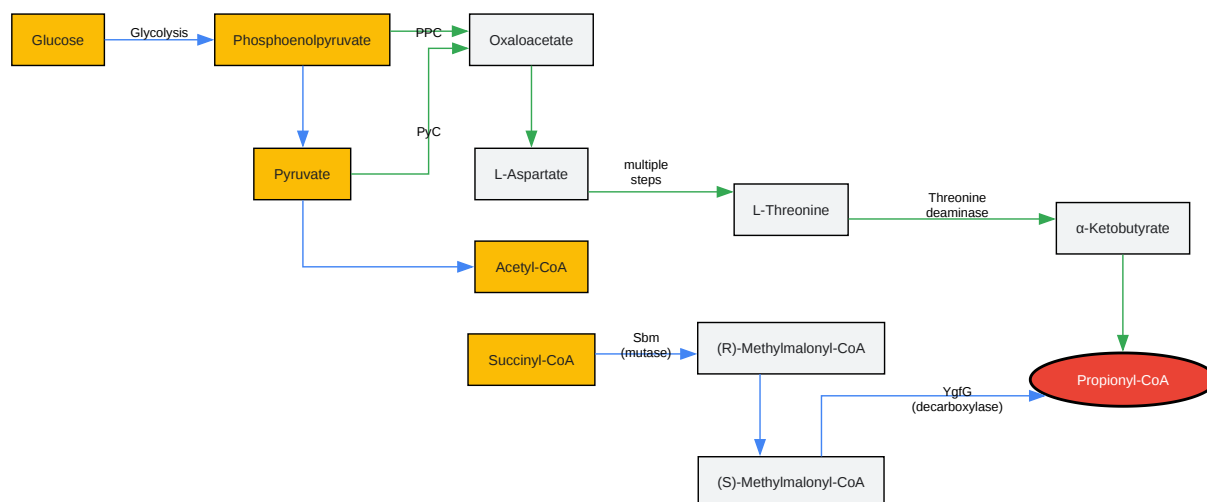 Glucose
Glycolysis
Phosphoenolpyruvate
PPC
Oxaloacetate
PyC
Pyruvate
L-Aspartate
multiple
steps
L-Threonine
Threonine
deaminase
α-Ketobutyrate
Acetyl-CoA
Succinyl-CoA
Sbm
(mutase)
(R)-Methylmalonyl-CoA
Propionyl-CoA
YgfG
(decarboxylase)
(S)-Methylmalonyl-CoA